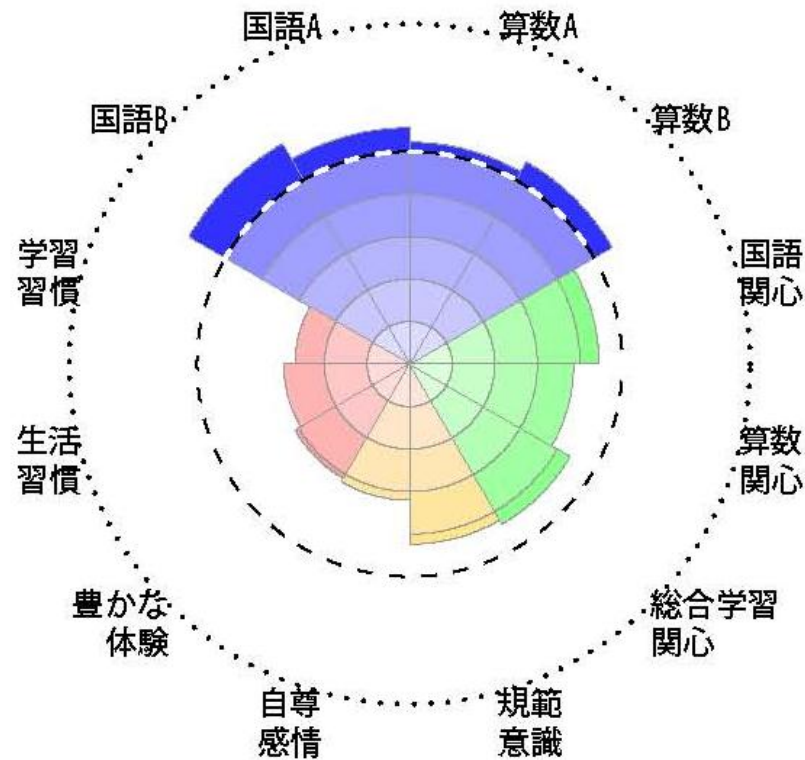 国語A
算数A
国語B
算数B
学習
習慣
国語
関心
生活
習慣
算数
関心
豊かな
体験
総合学習
関心
自尊
感情
規範
意識